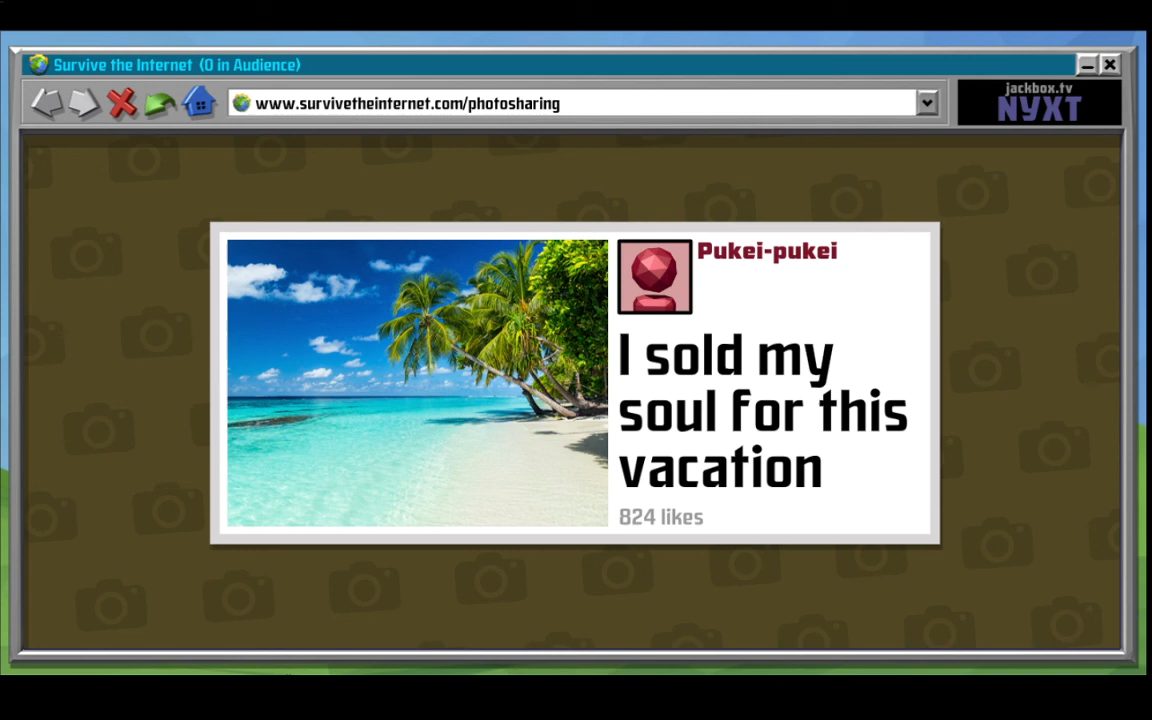 Survive the Internet (0 in Audience)
www.survivetheinternet.com/photosharing
jackbox.tv
NYXT
Pukei-pukei
I sold my
soul for this
vacation
824 likes